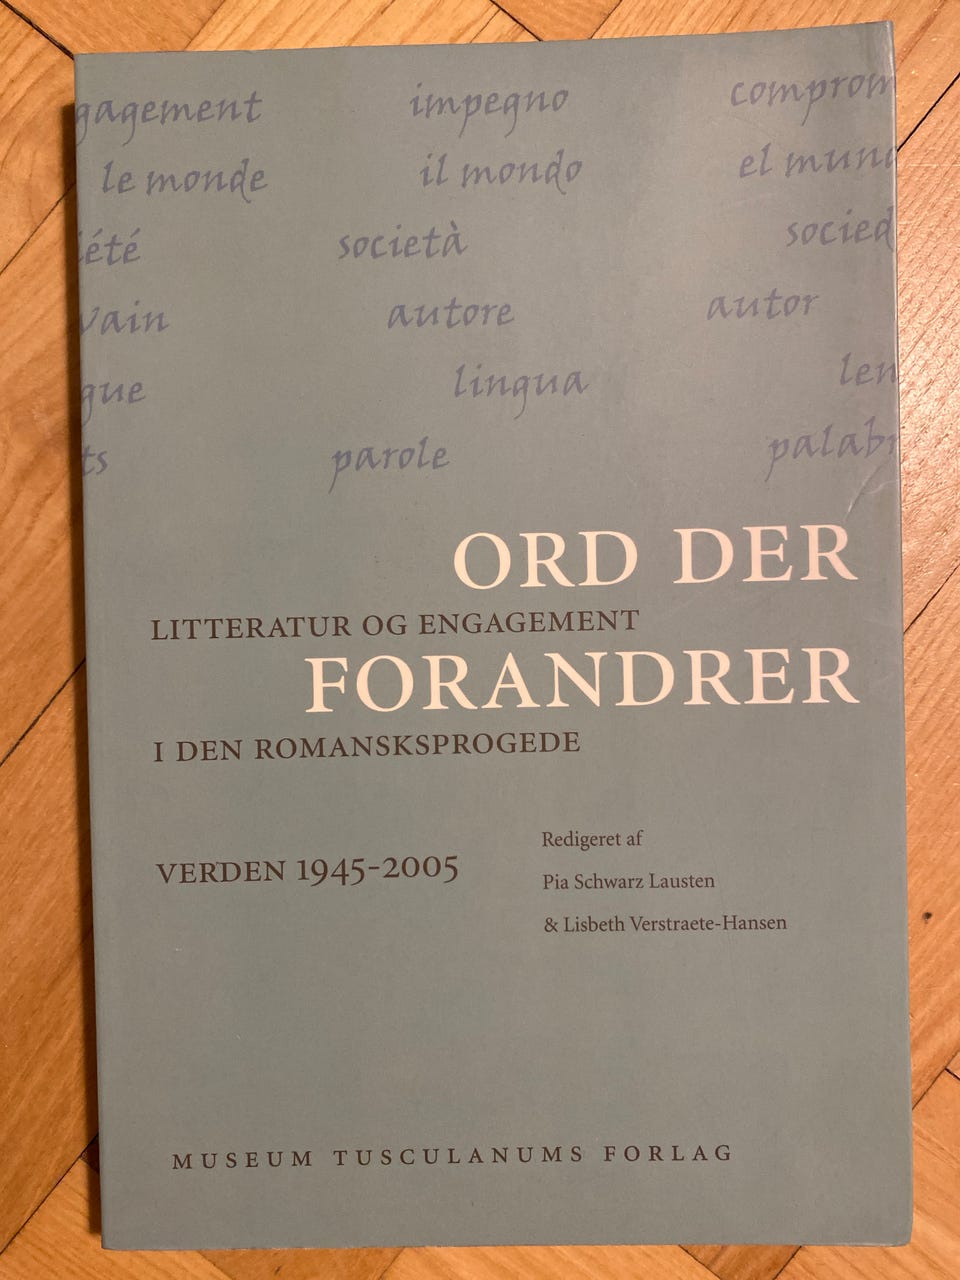 gagement impegno comprom
le monde il mondo el mund
iété società socied
vain autore autor
gue lingua len
ts parole palabr
ORD DER
LITTERATUR OG ENGAGEMENT
FORANDRER
I DEN ROMANSKSPROGEDE
VERDEN 1945-2005
Redigeret af
Pia Schwarz Lausten
& Lisbeth Verstraete-Hansen
MUSEUM TUSCULANUMS FORLAG